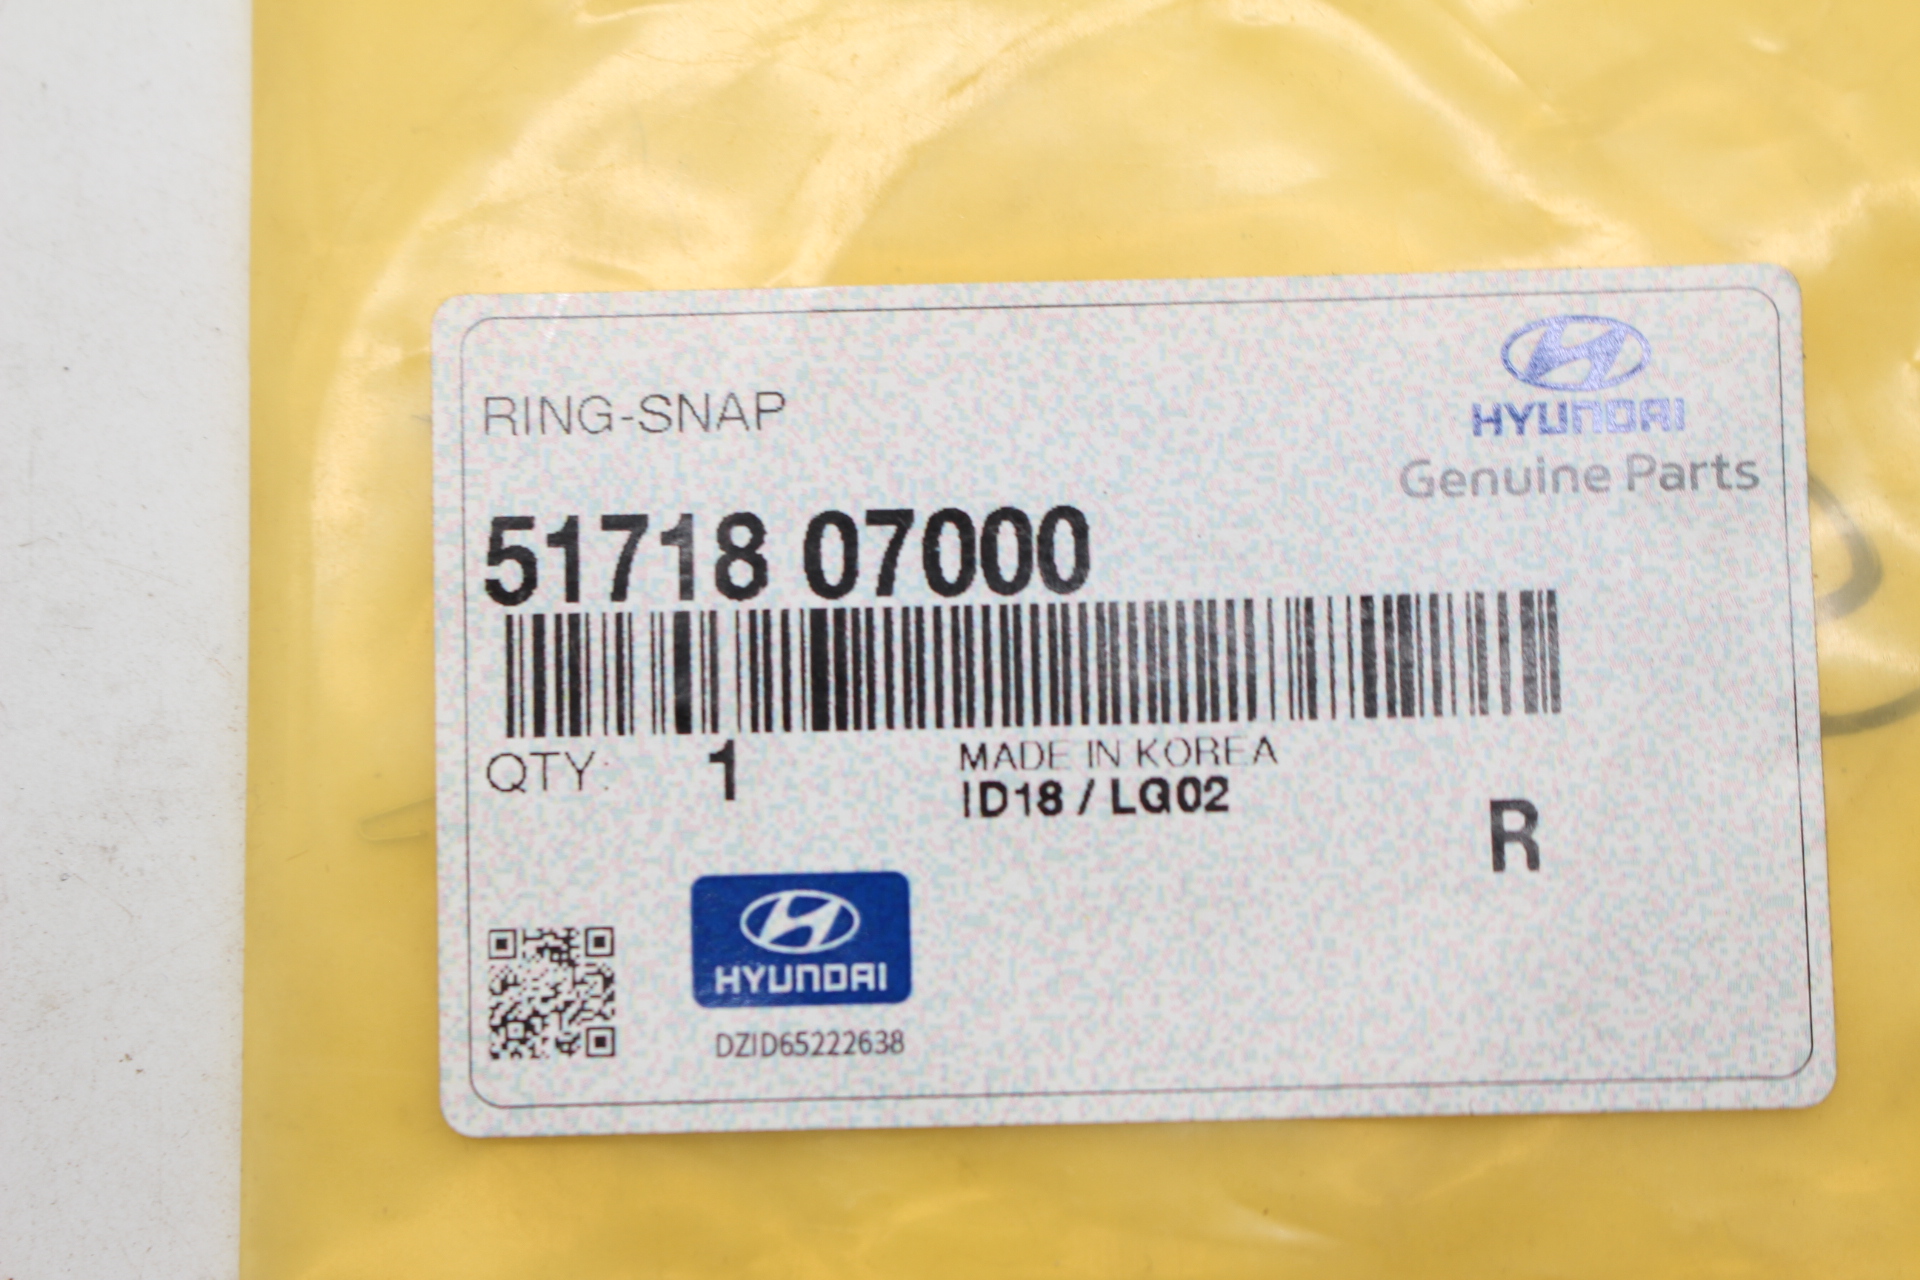 HYUNDAI
Genuine Parts
RING-SNAP
51718 07000
QTY: 1
MADE IN KOREA
ID18 / LG02
R
HYUNDAI
DZID65222638